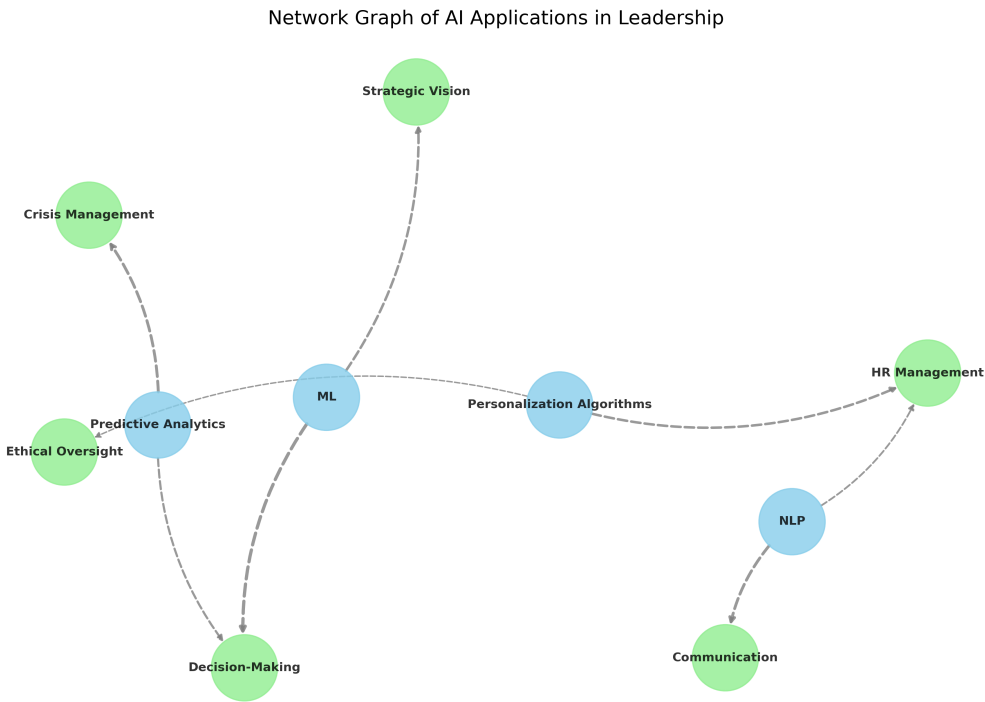 Network Graph of AI Applications in Leadership
Strategic Vision
Crisis Management
HR Management
ML
Personalization Algorithms
Predictive Analytics
Ethical Oversight
NLP
Communication
Decision-Making